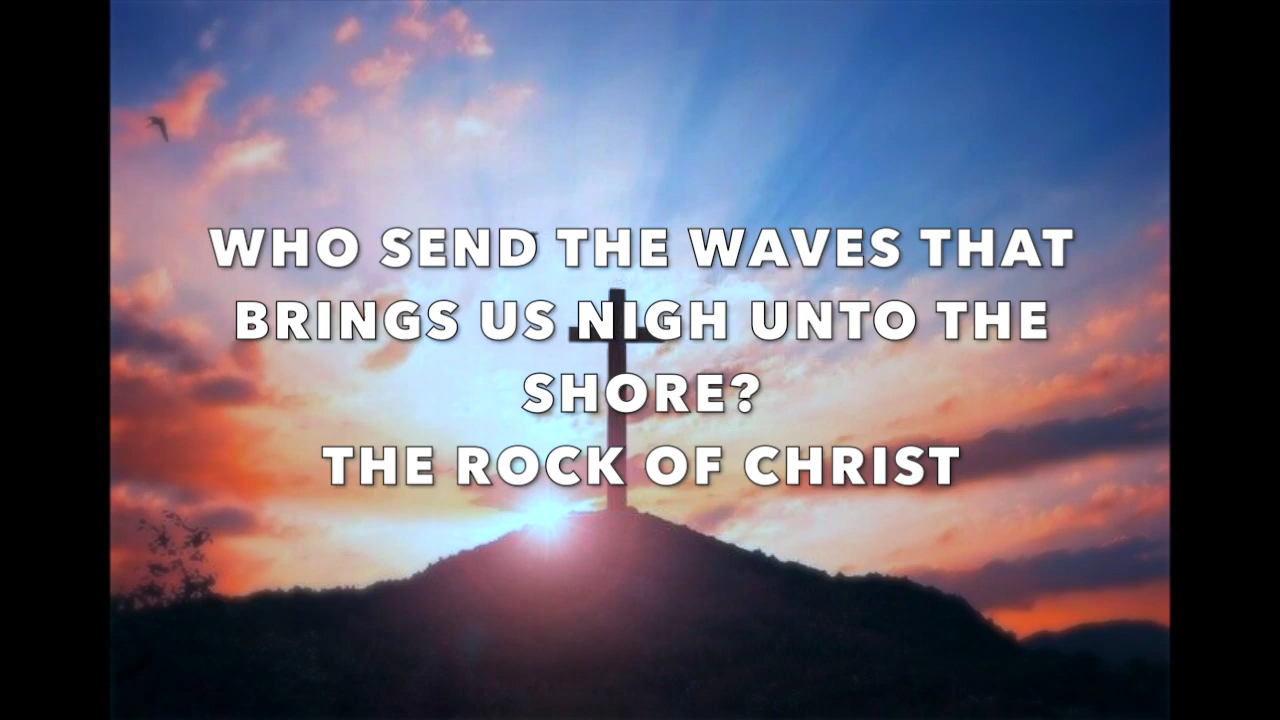 WHO SEND THE WAVES THAT
BRINGS US NIGH UNTO THE
SHORE?
THE ROCK OF CHRIST